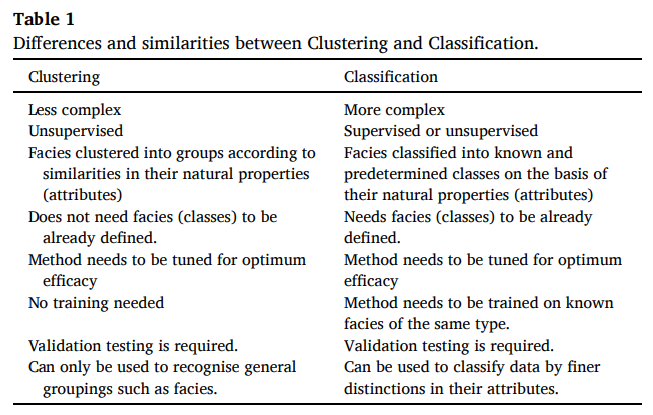 Table 1
Differences and similarities between Clustering and Classification.
Clustering Classification
Less complex More complex
Unsupervised Supervised or unsupervised
Facies clustered into groups according to Facies classified into known and
similarities in their natural properties predetermined classes on the basis of
(attributes) their natural properties (attributes)
Does not need facies (classes) to be Needs facies (classes) to be already
already defined. defined.
Method needs to be tuned for optimum Method needs to be tuned for optimum
efficacy efficacy
No training needed Method needs to be trained on known
facies of the same type.
Validation testing is required. Validation testing is required.
Can only be used to recognise general Can be used to classify data by finer
groupings such as facies. distinctions in their attributes.